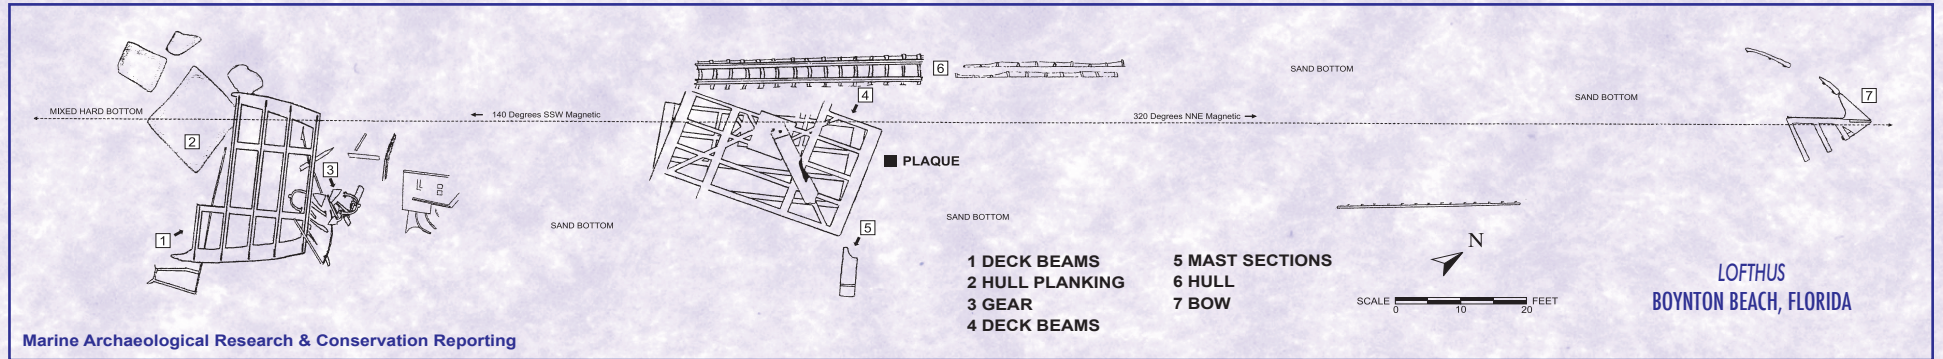 6
SAND BOTTOM
4
7
SAND BOTTOM
MIXED HARD BOTTOM
140 Degrees SSW Magnetic
320 Degrees NNE Magnetic
2
PLAQUE
3
SAND BOTTOM
SAND BOTTOM
5
1
N
1 DECK BEAMS
2 HULL PLANKING
3 GEAR
4 DECK BEAMS
5 MAST SECTIONS
6 HULL
7 BOW
SCALE
FEET
0 10 20
LOFTHUS
BOYNTON BEACH, FLORIDA
Marine Archaeological Research & Conservation Reporting